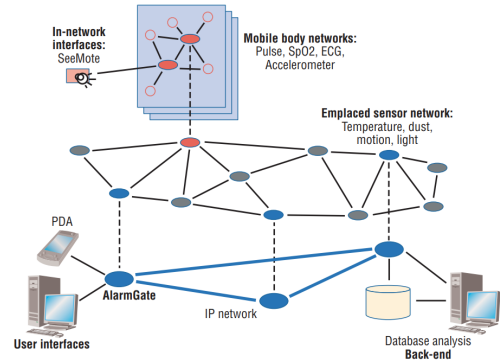 In-network
interfaces:
SeeMote
Mobile body networks:
Pulse, SpO2, ECG,
Accelerometer
Emplaced sensor network:
Temperature, dust,
motion, light
PDA
AlarmGate
IP network
User interfaces
Database analysis
Back-end